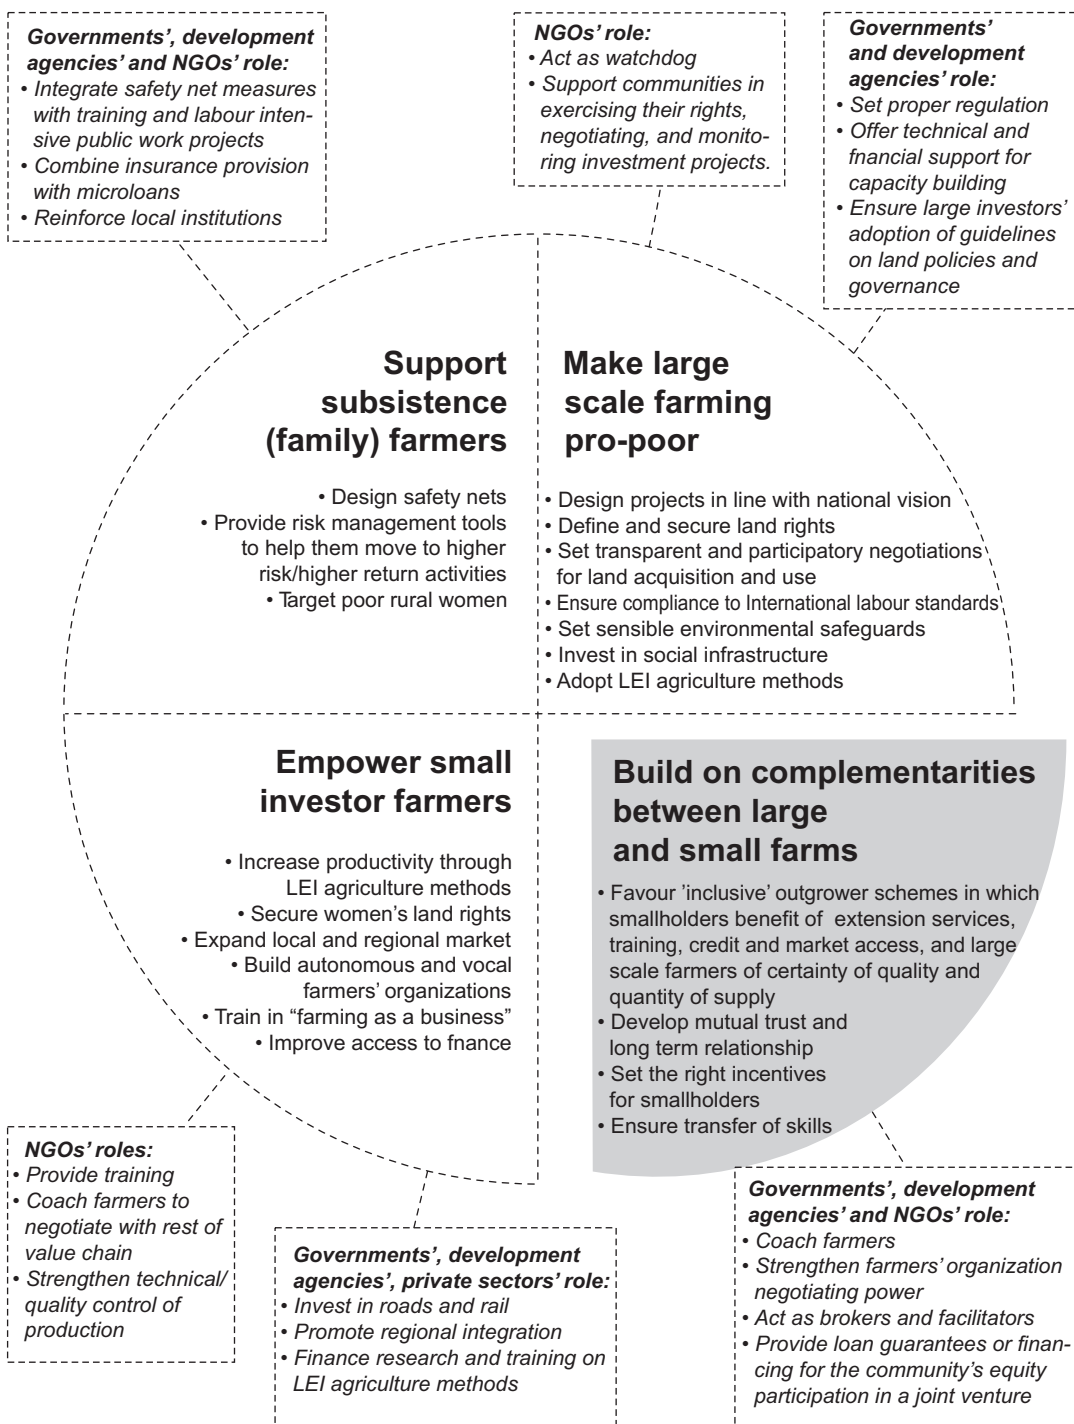 Governments', development
agencies' and NGOs' role:
• Integrate safety net measures
with training and labour inten-
sive public work projects
• Combine insurance provision
with microloans
• Reinforce local institutions
NGOs' role:
• Act as watchdog
• Support communities in
exercising their rights,
negotiating, and monito-
ring investment projects.
Governments'
and development
agencies' role:
• Set proper regulation
• Offer technical and
fnancial support for
capacity building
• Ensure large investors'
adoption of guidelines
on land policies and
governance
Support
subsistence
(family) farmers
• Design safety nets
• Provide risk management tools
to help them move to higher
risk/higher return activities
• Target poor rural women
Make large
scale farming
pro-poor
• Design projects in line with national vision
• Define and secure land rights
• Set transparent and participatory negotiations
for land acquisition and use
• Ensure compliance to International labour standards
• Set sensible environmental safeguards
• Invest in social infrastructure
• Adopt LEI agriculture methods
Empower small
investor farmers
• Increase productivity through
LEI agriculture methods
• Secure women's land rights
• Expand local and regional market
• Build autonomous and vocal
farmers' organizations
• Train in "farming as a business"
• Improve access to fnance
Build on complementarities
between large
and small farms
• Favour 'inclusive' outgrower schemes in which
smallholders benefit of extension services,
training, credit and market access, and large
scale farmers of certainty of quality and
quantity of supply
• Develop mutual trust and
long term relationship
• Set the right incentives
for smallholders
• Ensure transfer of skills
NGOs' roles:
• Provide training
• Coach farmers to
negotiate with rest of
value chain
• Strengthen technical/
quality control of
production
Governments', development
agencies', private sectors' role:
• Invest in roads and rail
• Promote regional integration
• Finance research and training on
LEI agriculture methods
Governments', development
agencies' and NGOs' role:
• Coach farmers
• Strengthen farmers' organization
negotiating power
• Act as brokers and facilitators
• Provide loan guarantees or finan-
cing for the community's equity
participation in a joint venture